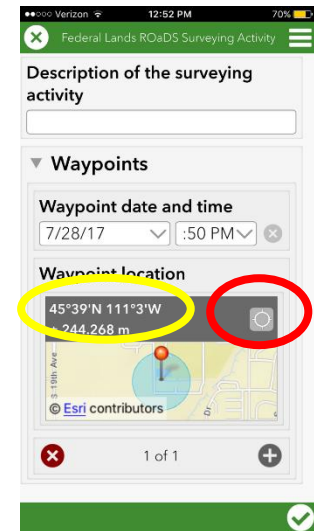 ●●○○○ Verizon 12:52 PM 70%
Federal Lands ROaDS Surveying Activity
Description of the surveying
activity
▼ Waypoints
Waypoint date and time
7/28/17 :50 PM
Waypoint location
45°39'N 111°3'W
± 244.268 m
S 19th Ave
Dr
© Esri contributors
1 of 1